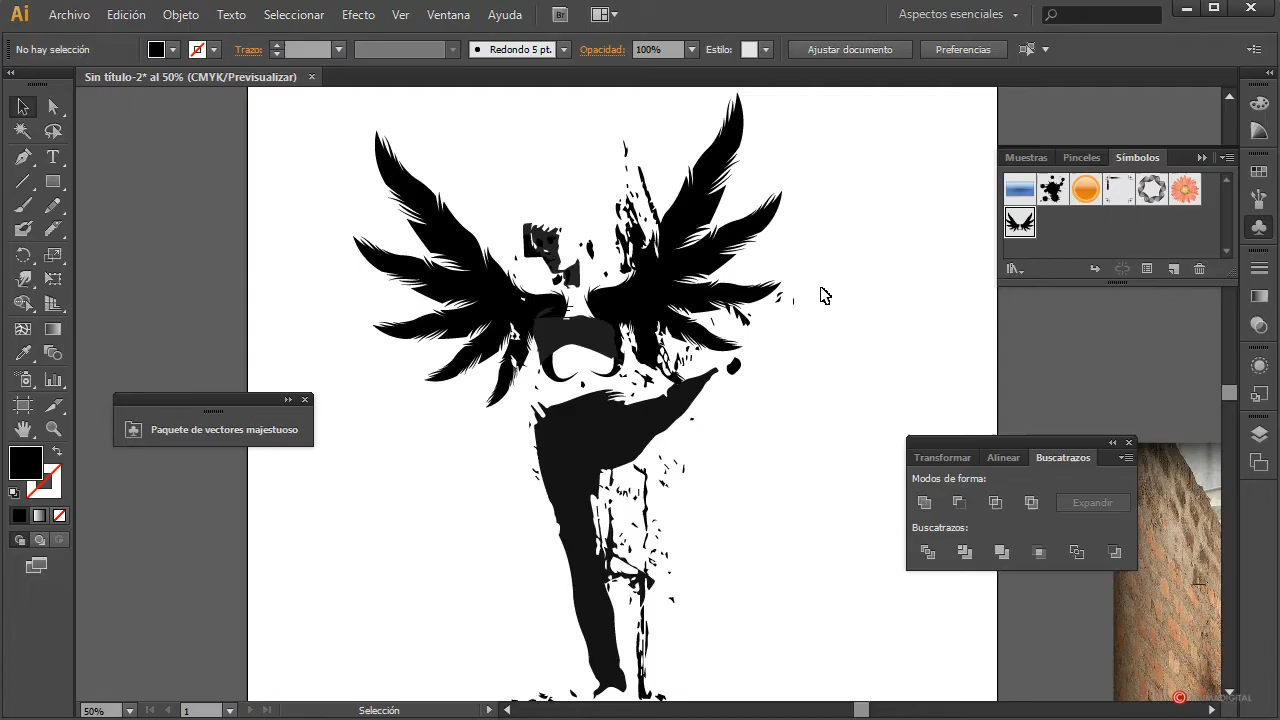 Ai Archivo Edición Objeto Texto Seleccionar Efecto Ver Ventana Ayuda Br Aspectos esenciales
No hay selección Trazo: Redondo 5 pt. Opacidad: 100% Estilo: Ajustar documento Preferencias
Sin título-2* al 50% (CMYK/Previsualizar)
Muestras Pinceles Símbolos
Paquete de vectores majestuoso
Transformar Alinear Buscatrazos
Modos de forma:
Expandir
Buscatrazos:
50% 1 Selección